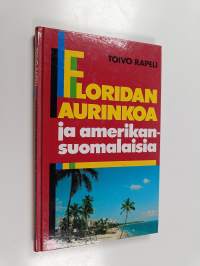 TOIVO RAPELI
FLORIDAN
AURINKOA
ja amerikan-
suomalaisia